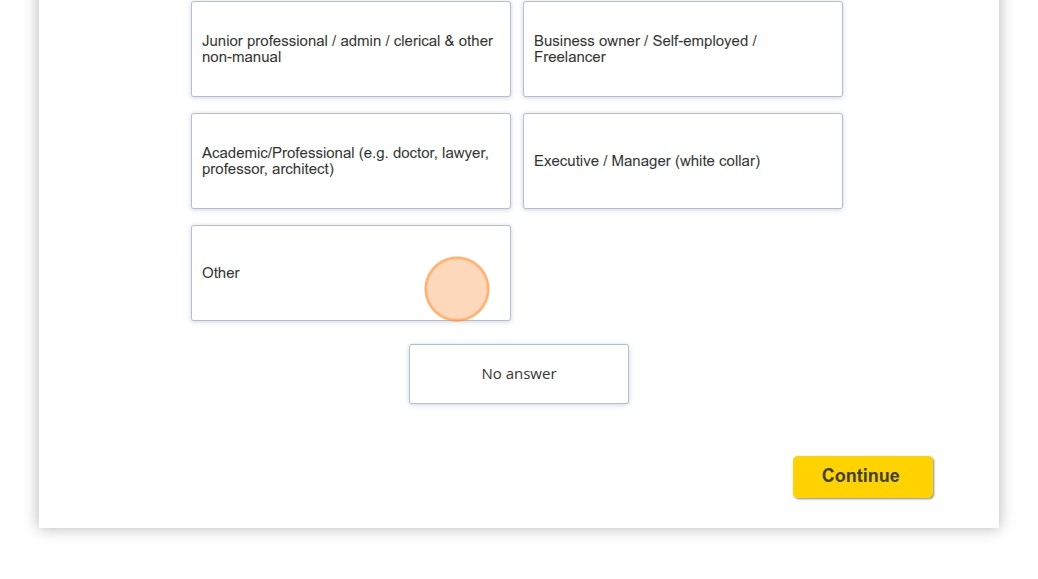 Junior professional / admin / clerical & other
non-manual
Business owner / Self-employed /
Freelancer
Academic/Professional (e.g. doctor, lawyer,
professor, architect)
Executive / Manager (white collar)
Other
No answer
Continue